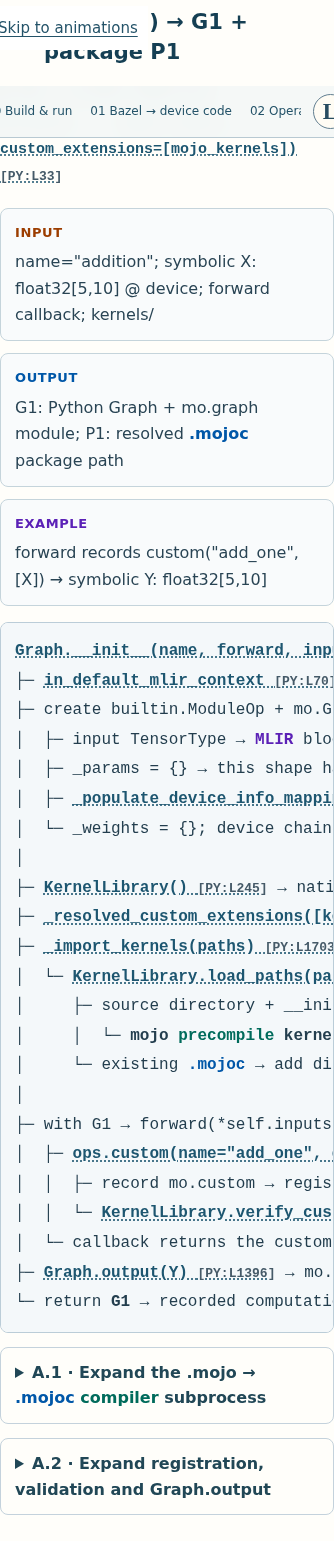 Skip to animations ) → G1 +
package P1
Build & run 01 Bazel → device code 02 Opera L
custom_extensions=[mojo_kernels])
[PY:L33]
INPUT
name="addition"; symbolic X:
float32[5,10] @ device; forward
callback; kernels/
OUTPUT
G1: Python Graph + mo.graph
module; P1: resolved .mojoc
package path
EXAMPLE
forward records custom("add_one",
[X]) → symbolic Y: float32[5,10]
Graph.__init__(name, forward, inp
├─ in_default_mlir_context [PY:L70]
├─ create builtin.ModuleOp + mo.G
│  ├─ input TensorType → MLIR blo
│  ├─ _params = {} → this shape h
│  ├─ _populate_device_info_mappi
│  └─ _weights = {}; device chain
│
├─ KernelLibrary() [PY:L245] → nati
├─ _resolved_custom_extensions([k
├─ _import_kernels(paths) [PY:L1703
│  └─ KernelLibrary.load_paths(pa
│     ├─ source directory + __ini
│     │  └─ mojo precompile kerne
│     └─ existing .mojoc → add di
│
├─ with G1 → forward(*self.inputs
│  ├─ ops.custom(name="add_one",
│  │  ├─ record mo.custom → regis
│  │  └─ KernelLibrary.verify_cus
│  └─ callback returns the custom
├─ Graph.output(Y) [PY:L1396] → mo.
└─ return G1 → recorded computati
▶ A.1 · Expand the .mojo →
.mojoc compiler subprocess
▶ A.2 · Expand registration,
validation and Graph.output